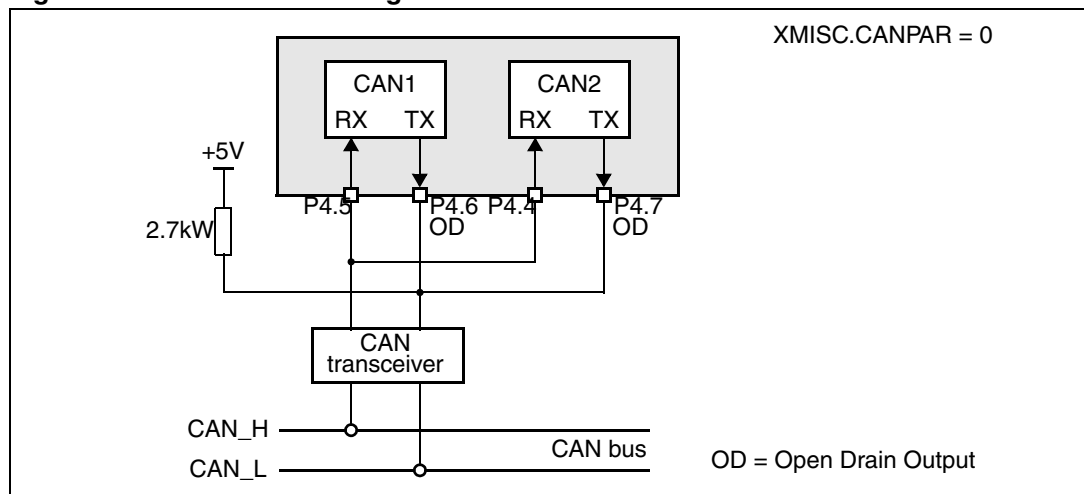 XMISC.CANPAR = 0
CAN1
RX TX
CAN2
RX TX
+5V
P4.5
P4.6
OD
P4.4
P4.7
OD
2.7kW
CAN
transceiver
CAN_H
CAN bus
CAN_L
OD = Open Drain Output